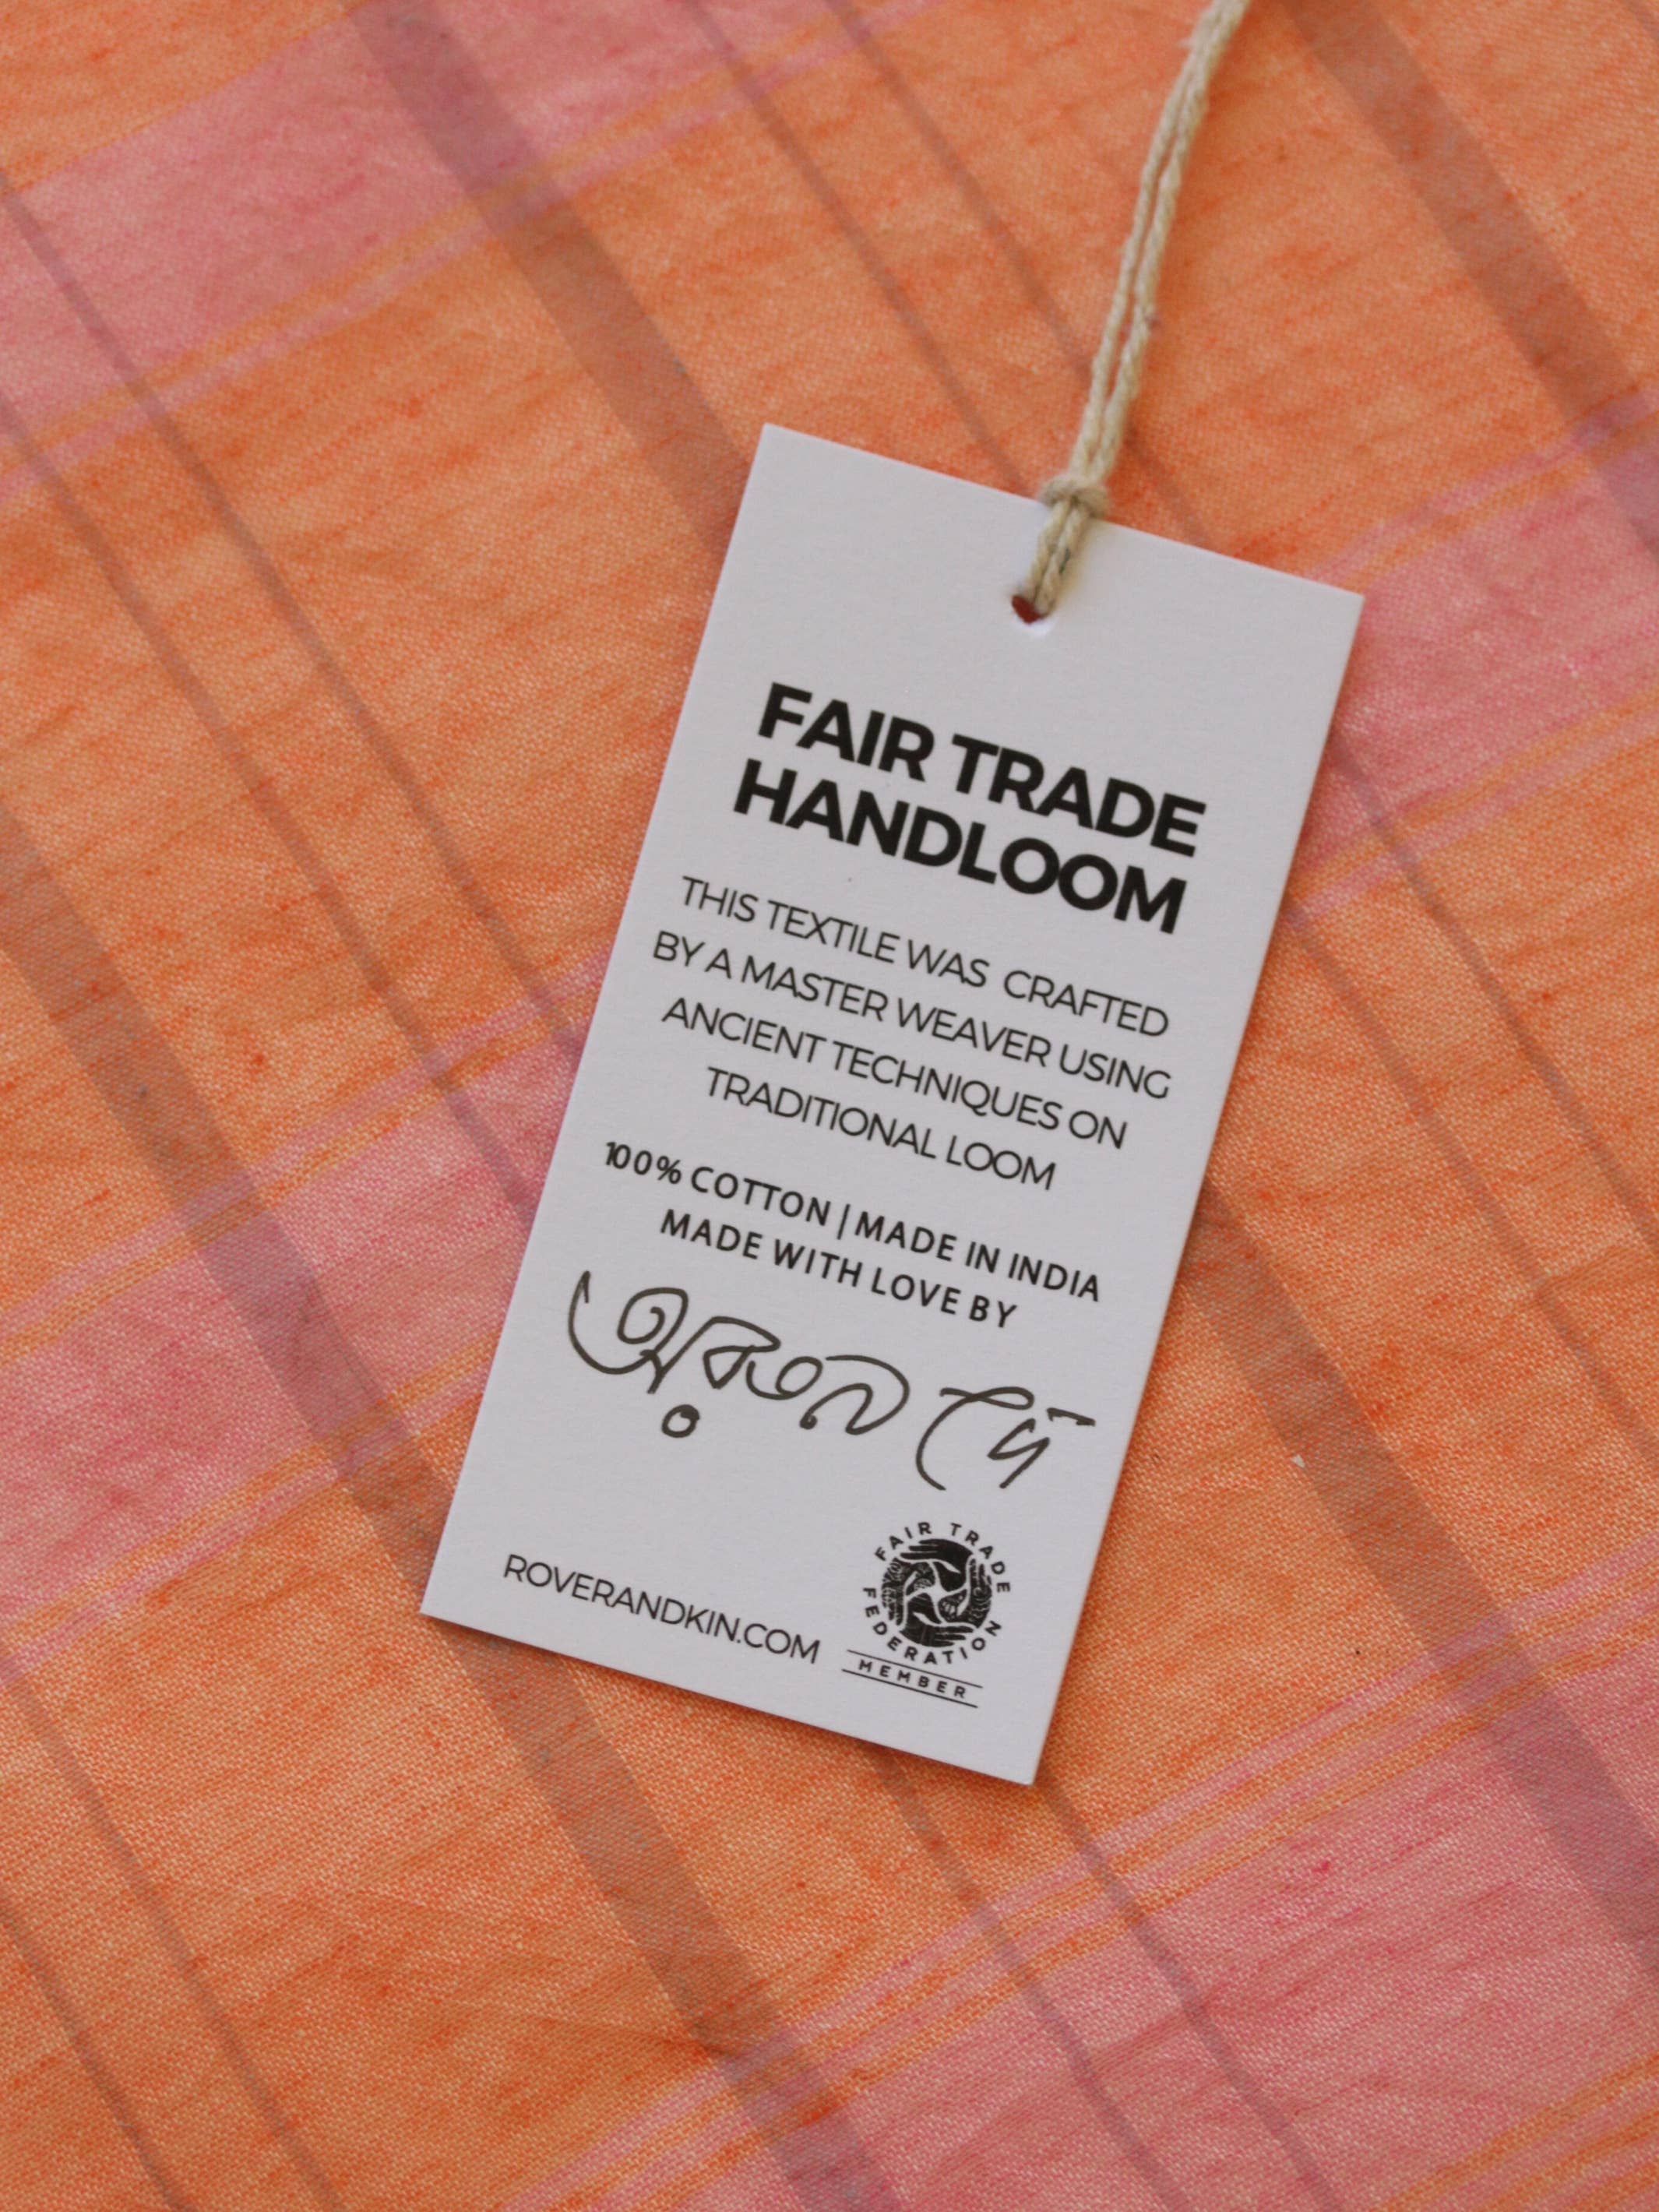 FAIR TRADE
HANDLOOM
THIS TEXTILE WAS CRAFTED
BY A MASTER WEAVER USING
ANCIENT TECHNIQUES ON
TRADITIONAL LOOM
100% COTTON | MADE IN INDIA
MADE WITH LOVE BY
দে
ROVERANDKIN.COM
FAIR TRADE
FEDERATION
MEMBER